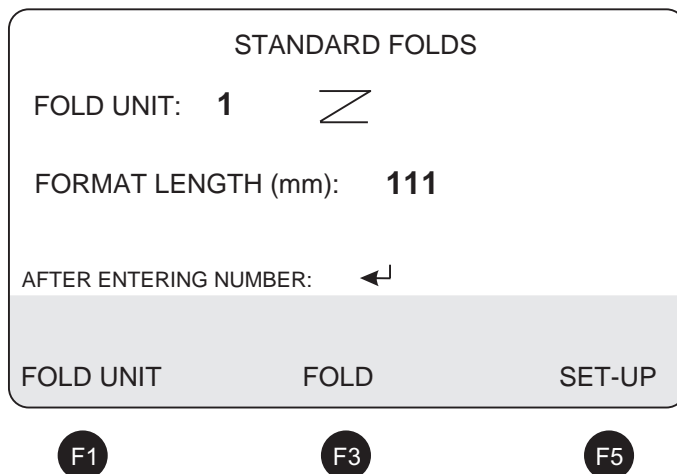 STANDARD FOLDS
FOLD UNIT: 1
FORMAT LENGTH (mm): 111
AFTER ENTERING NUMBER:
FOLD UNIT FOLD SET-UP
F1 F3 F5